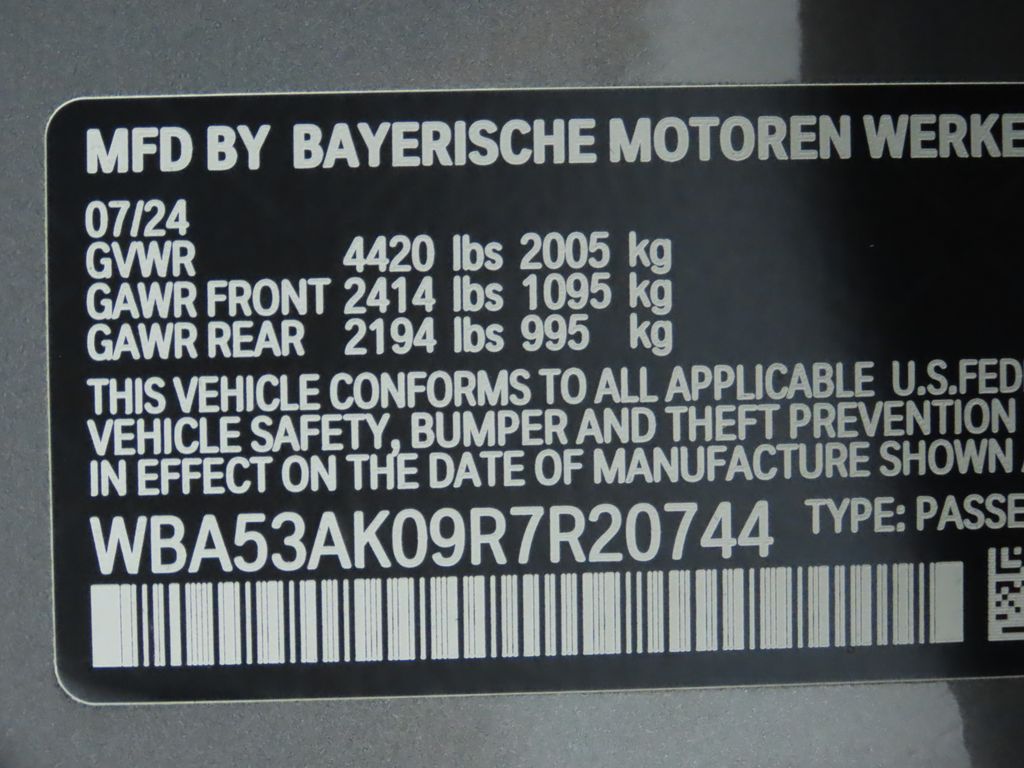 MFD BY BAYERISCHE MOTOREN WERKE
07/24
GVWR 4420 lbs 2005 kg
GAWR FRONT 2414 lbs 1095 kg
GAWR REAR 2194 lbs 995 kg
THIS VEHICLE CONFORMS TO ALL APPLICABLE U.S.FED
VEHICLE SAFETY, BUMPER AND THEFT PREVENTION
IN EFFECT ON THE DATE OF MANUFACTURE SHOWN
WBA53AK09R7R20744 TYPE: PASSE